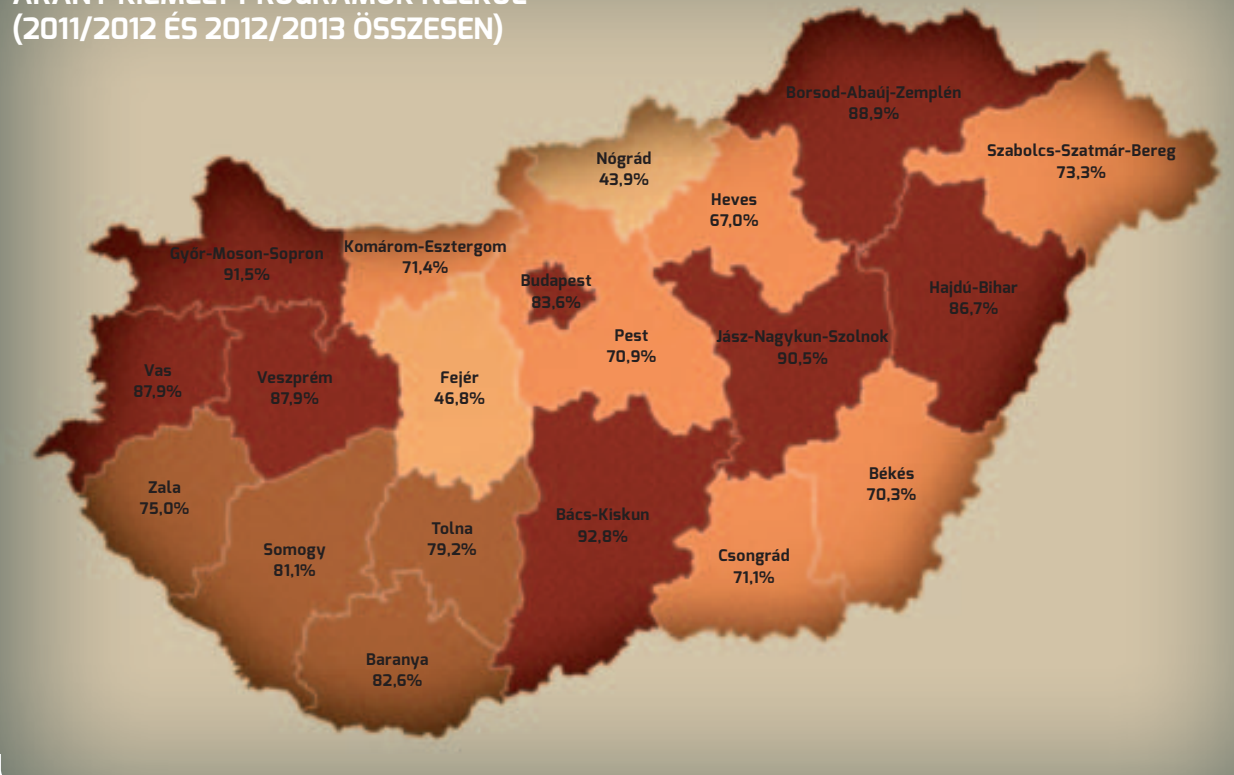 ARÁNY KIEMELT PROGRAMOK NÉLKÜL
(2011/2012 ÉS 2012/2013 ÖSSZESEN)
Borsod-Abaúj-Zemplén
88,9%
Szabolcs-Szatmár-Bereg
73,3%
Nógrád
43,9%
Heves
67,0%
Győr-Moson-Sopron
91,5%
Komárom-Esztergom
71,4%
Budapest
83,6%
Hajdú-Bihar
86,7%
Pest
70,9%
Jász-Nagykun-Szolnok
90,5%
Vas
87,9%
Veszprém
87,9%
Fejér
46,8%
Zala
75,0%
Békés
70,3%
Somogy
81,1%
Tolna
79,2%
Bács-Kiskun
92,8%
Csongrád
71,1%
Baranya
82,6%